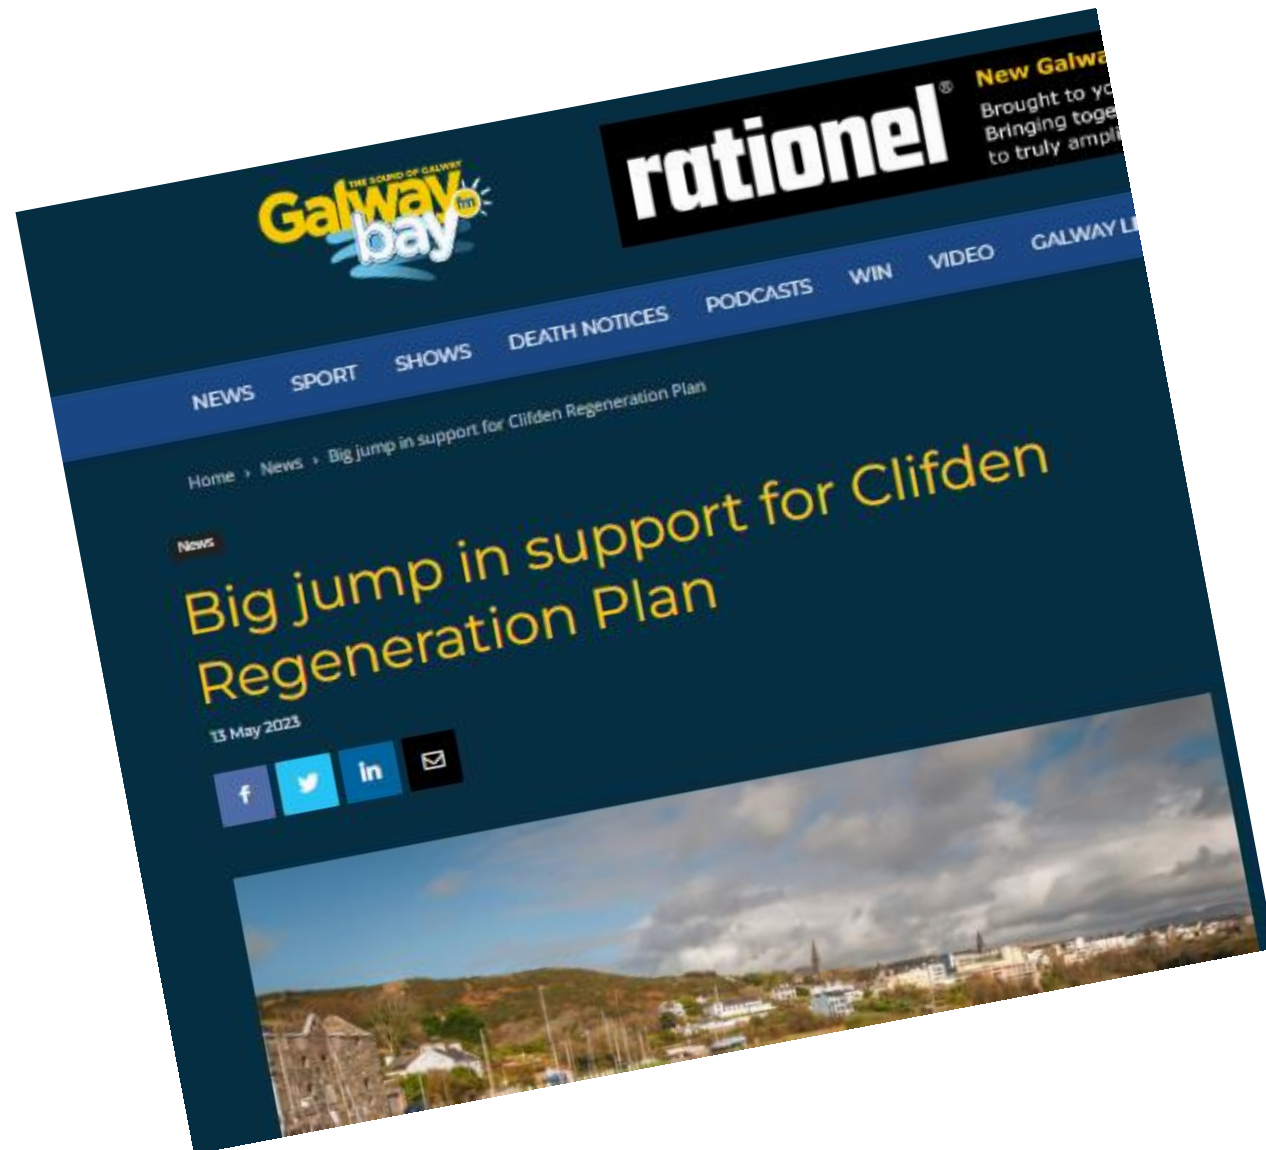 THE SOUND OF GALWAY
Galway
bay fm
rationel®
New Galwa
Brought to yo
Bringing toge
to truly ampli
NEWS SPORT SHOWS DEATH NOTICES PODCASTS WIN VIDEO GALWAY LI
Home › News › Big jump in support for Clifden Regeneration Plan
News
Big jump in support for Clifden
Regeneration Plan
13 May 2023
f in